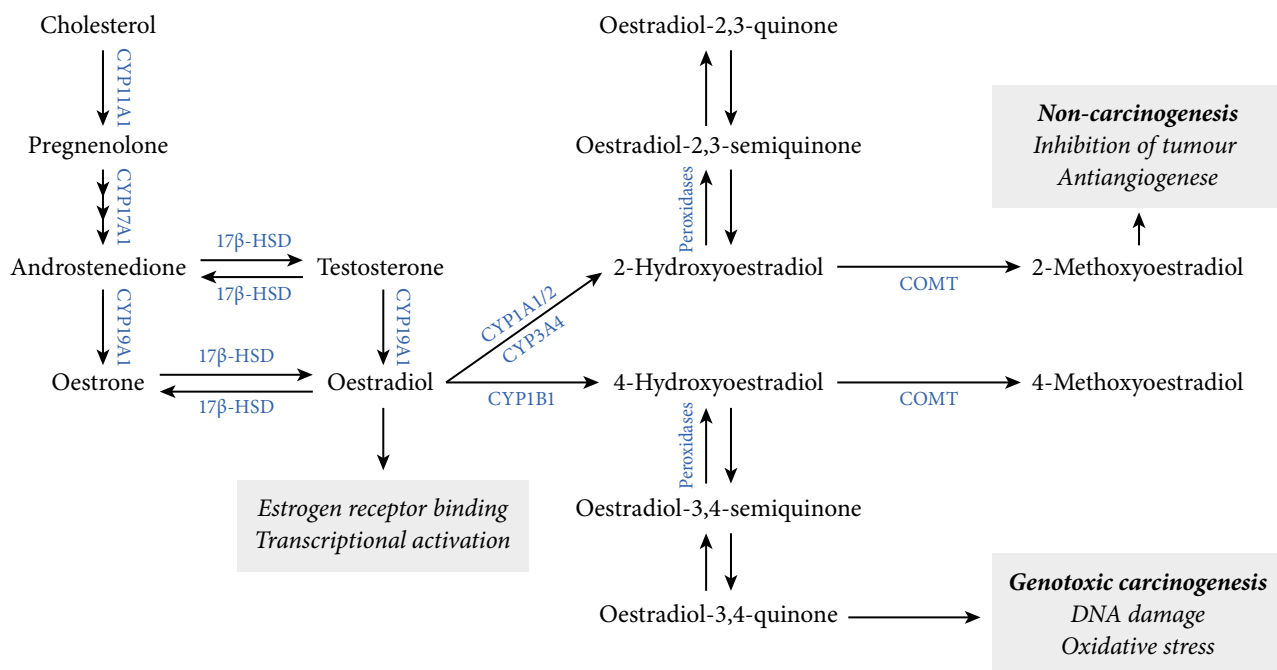 Cholesterol
CYP11A1
Pregnenolone
CYP17A1
Androstenedione
17β-HSD
17β-HSD
Testosterone
CYP19A1
CYP19A1
Oestrone
17β-HSD
17β-HSD
Oestradiol
Estrogen receptor binding
Transcriptional activation
CYP1A1/2
CYP3A4
CYP1B1
Oestradiol-2,3-quinone
Oestradiol-2,3-semiquinone
Peroxidases
2-Hydroxyoestradiol
COMT
2-Methoxyoestradiol
Non-carcinogenesis
Inhibition of tumour
Antiangiogenese
4-Hydroxyoestradiol
COMT
4-Methoxyoestradiol
Peroxidases
Oestradiol-3,4-semiquinone
Oestradiol-3,4-quinone
Genotoxic carcinogenesis
DNA damage
Oxidative stress